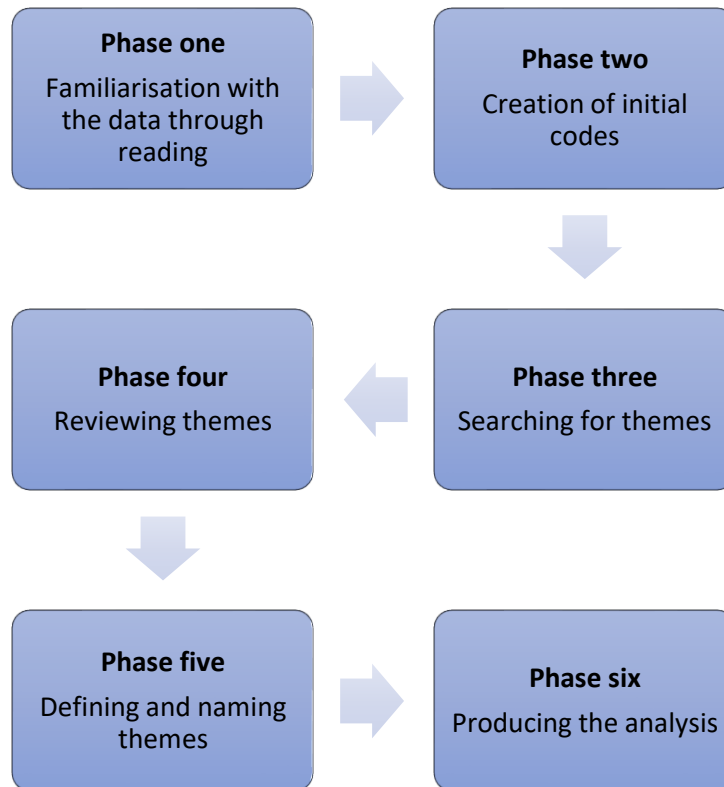 Phase one
Familiarisation with
the data through
reading
Phase two
Creation of initial
codes
Phase three
Searching for themes
Phase four
Reviewing themes
Phase five
Defining and naming
themes
Phase six
Producing the analysis